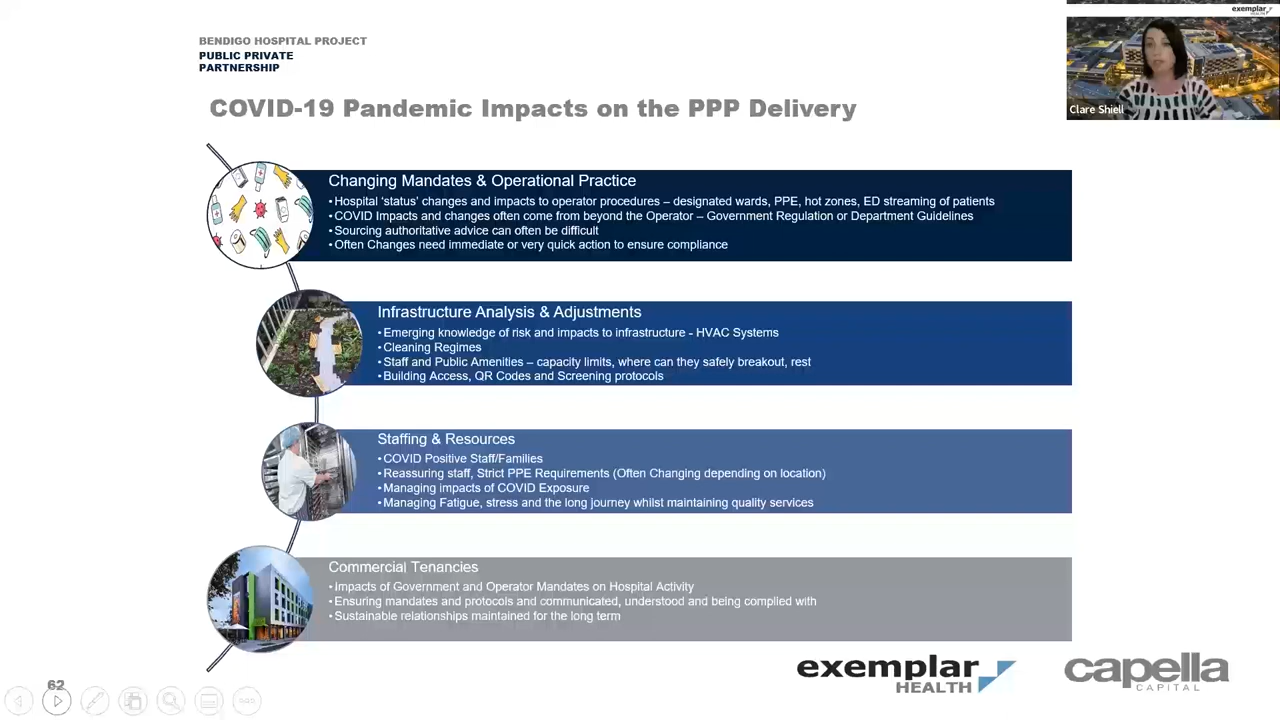 BENDIGO HOSPITAL PROJECT
PUBLIC PRIVATE
PARTNERSHIP
exemplar
HEALTH
Clare Shiell
COVID-19 Pandemic Impacts on the PPP Delivery
Changing Mandates & Operational Practice
•Hospital ‘status’ changes and impacts to operator procedures – designated wards, PPE, hot zones, ED streaming of patients
•COVID Impacts and changes often come from beyond the Operator – Government Regulation or Department Guidelines
•Sourcing authoritative advice can often be difficult
•Often Changes need immediate or very quick action to ensure compliance
Infrastructure Analysis & Adjustments
•Emerging knowledge of risk and impacts to infrastructure - HVAC Systems
•Cleaning Regimes
•Staff and Public Amenities – capacity limits, where can they safely breakout, rest
•Building Access, QR Codes and Screening protocols
Staffing & Resources
•COVID Positive Staff/Families
•Reassuring staff, Strict PPE Requirements (Often Changing depending on location)
•Managing impacts of COVID Exposure
•Managing Fatigue, stress and the long journey whilst maintaining quality services
Commercial Tenancies
•Impacts of Government and Operator Mandates on Hospital Activity
•Ensuring mandates and protocols and communicated, understood and being complied with
•Sustainable relationships maintained for the long term
62
exemplar
HEALTH
capella
CAPITAL